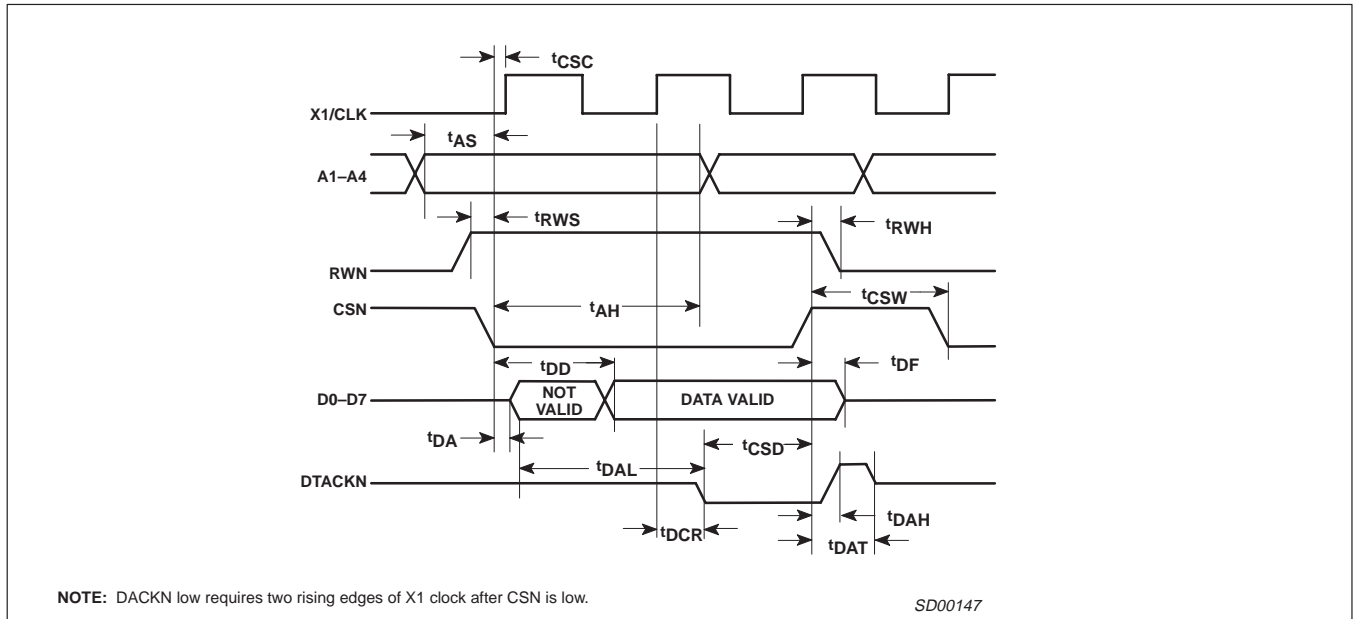 tCSC
X1/CLK
tAS
A1–A4
tRWS
tRWH
RWN
tCSW
CSN
tAH
tDD
tDF
D0–D7
NOT
VALID
DATA VALID
tDA
tCSD
tDAL
DTACKN
tDCR
tDAH
tDAT
NOTE: DACKN low requires two rising edges of X1 clock after CSN is low.
SD00147